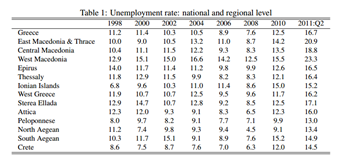 Table 1: Unemployment rate: national and regional level
1998 2000 2002 2004 2006 2008 2010 2011:Q2
Greece 11.2 11.4 10.3 10.5 8.9 7.6 12.5 16.7
East Macedonia & Thrace 10.0 9.0 10.5 13.2 11.0 8.7 14.2 20.9
Central Macedonia 10.4 11.1 11.5 12.2 9.3 8.3 13.5 18.8
West Macedonia 12.9 15.1 15.0 16.6 14.2 12.5 15.5 23.3
Epirus 14.0 11.7 11.4 11.2 9.8 9.9 12.6 16.5
Thessaly 11.8 12.9 11.5 9.9 8.2 8.3 12.1 16.4
Ionian Islands 6.8 9.6 10.3 11.0 11.4 8.6 15.0 15.2
West Greece 11.9 10.7 10.7 12.5 9.5 9.6 11.7 16.2
Sterea Ellada 12.9 14.7 10.7 12.8 9.2 8.5 12.5 17.1
Attica 12.3 12.0 9.3 9.1 8.3 6.5 12.3 16.0
Peloponnese 8.0 9.7 8.2 9.1 7.7 7.1 9.9 13.0
North Aegean 11.2 7.4 9.8 9.3 9.4 4.5 9.1 13.4
South Aegean 10.3 11.7 15.1 9.1 8.9 7.6 15.2 14.9
Crete 8.6 7.5 8.7 7.6 7.0 6.3 12.0 14.5